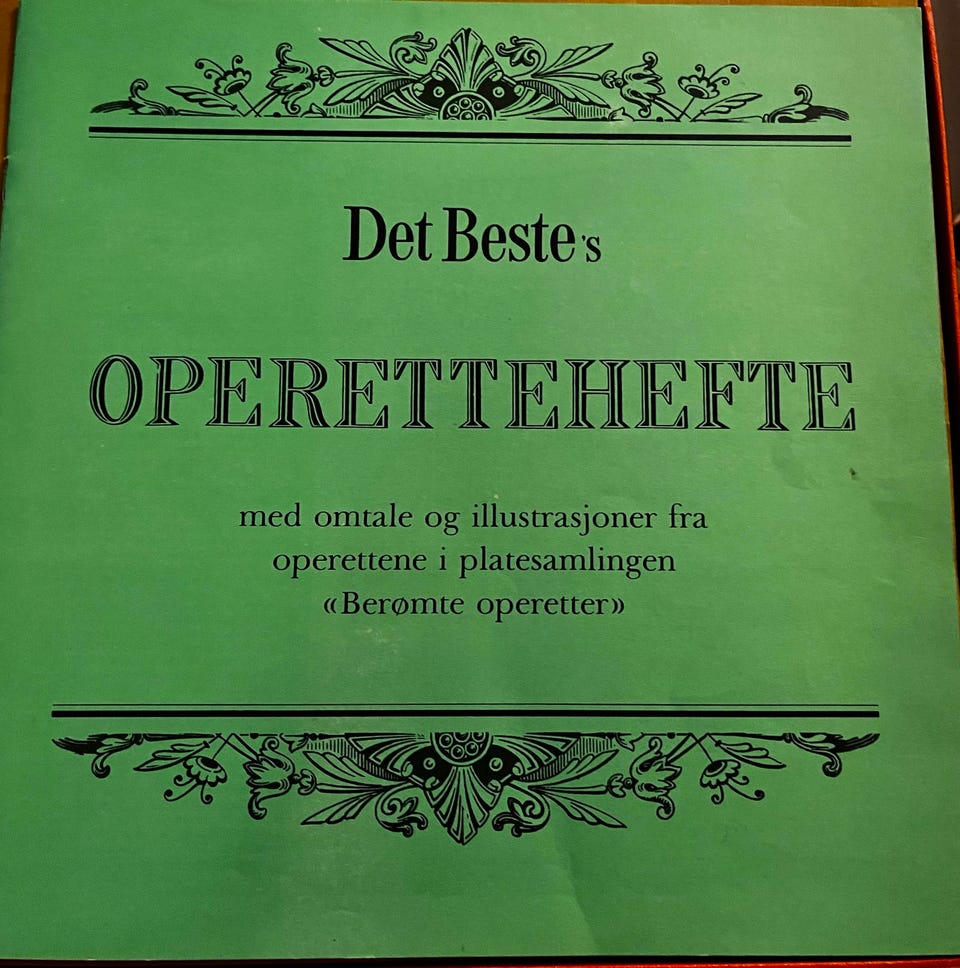 Det Beste's
OPERETTEHEFTE
med omtale og illustrasjoner fra
operettene i platesamlingen
«Berømte operetter»